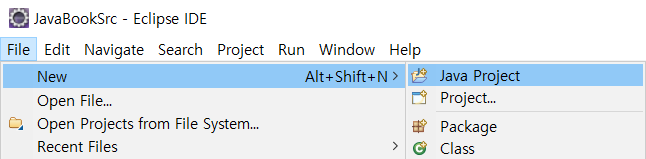 JavaBookSrc - Eclipse IDE
File Edit Navigate Search Project Run Window Help
New Alt+Shift+N >
Java Project
Open File...
Project...
Open Projects from File System...
Package
Recent Files >
Class